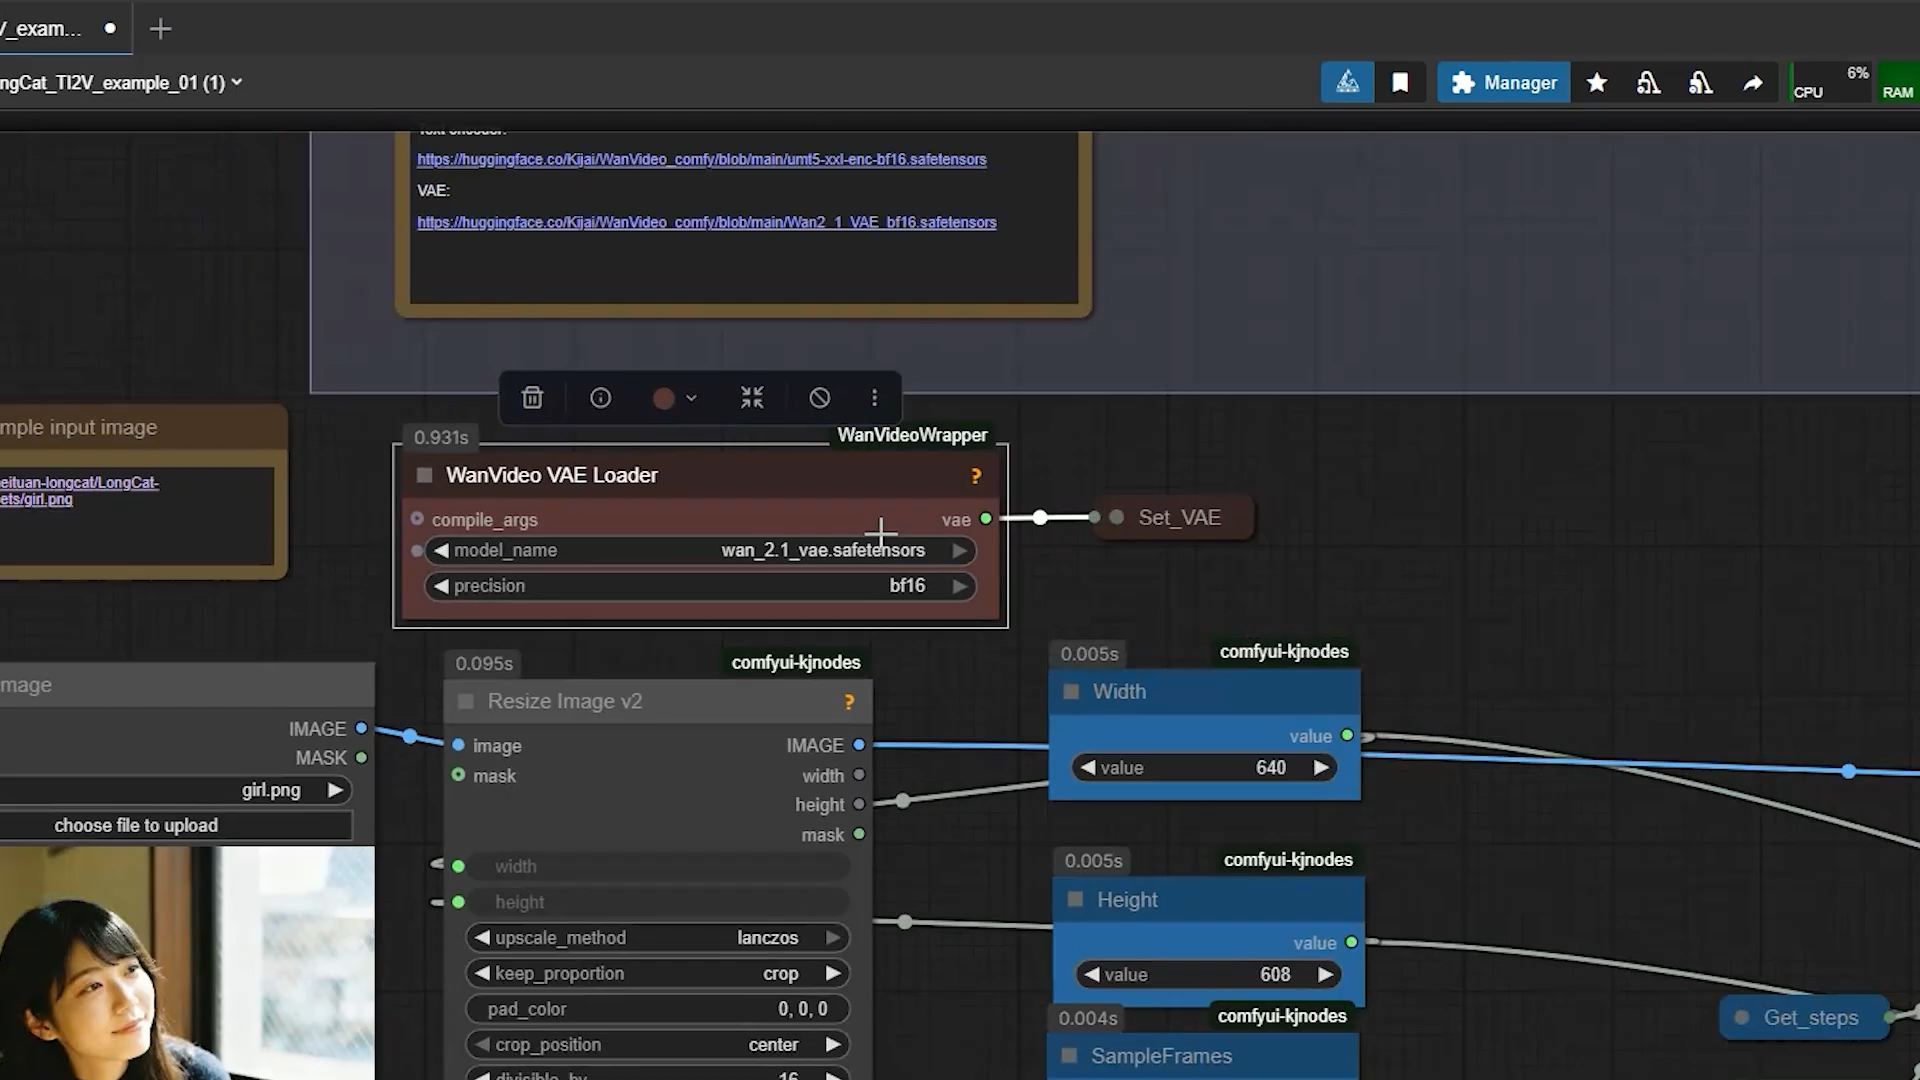 V_exam...
ngCat_TI2V_example_01 (1)
Manager
6%
CPU
RAM
Text encoder:
https://huggingface.co/Kijai/WanVideo_comfy/blob/main/umt5-xxl-enc-bf16.safetensors
VAE:
https://huggingface.co/Kijai/WanVideo_comfy/blob/main/Wan2_1_VAE_bf16.safetensors
mple input image
eituan-longcat/LongCat-
ets/girl.png
0.931s
WanVideoWrapper
WanVideo VAE Loader
?
compile_args
vae
model_name
wan_2.1_vae.safetensors
precision
bf16
Set_VAE
mage
IMAGE
MASK
girl.png
choose file to upload
0.095s
comfyui-kjnodes
Resize Image v2
?
image
IMAGE
mask
width
height
mask
width
height
upscale_method
lanczos
keep_proportion
crop
pad_color
0, 0, 0
crop_position
center
divisible_by
16
0.005s
comfyui-kjnodes
Width
value
value
640
0.005s
comfyui-kjnodes
Height
value
value
608
0.004s
comfyui-kjnodes
SampleFrames
Get_steps